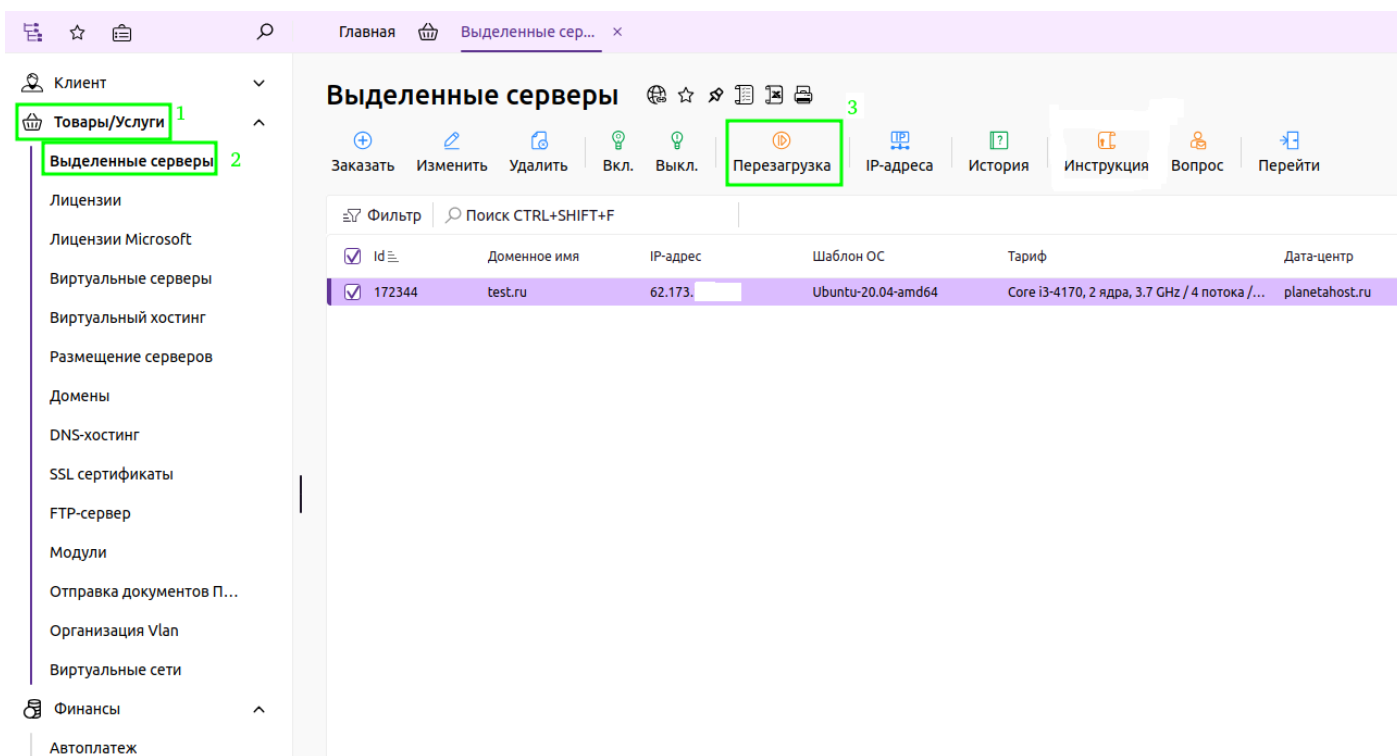 Главная
Выделенные сер... ×
Клиент
Товары/Услуги 1
Выделенные серверы 2
Лицензии
Лицензии Microsoft
Виртуальные серверы
Виртуальный хостинг
Размещение серверов
Домены
DNS-хостинг
SSL сертификаты
FTP-сервер
Модули
Отправка документов П...
Организация Vlan
Виртуальные сети
Финансы
Автоплатеж
Выделенные серверы
3
Заказать Изменить Удалить Вкл. Выкл. Перезагрузка IP-адреса История Инструкция Вопрос Перейти
Фильтр Поиск CTRL+SHIFT+F
Id Доменное имя IP-адрес Шаблон ОС Тариф Дата-центр
172344 test.ru 62.173. Ubuntu-20.04-amd64 Core i3-4170, 2 ядра, 3.7 GHz / 4 потока /... planetahost.ru